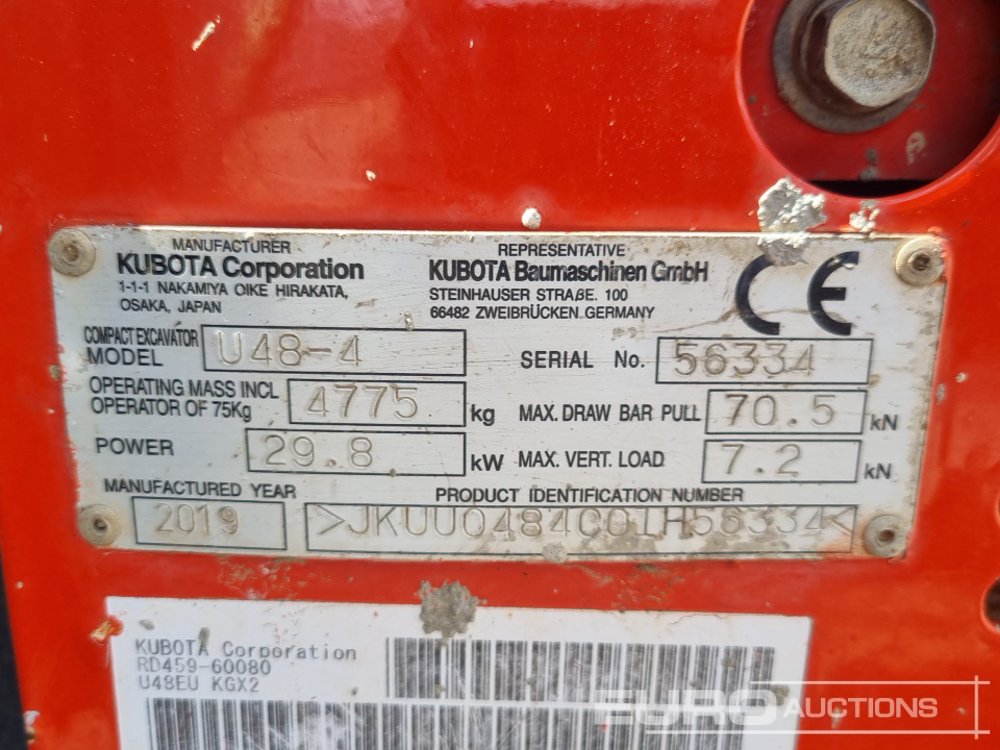 MANUFACTURER
KUBOTA Corporation
1-1-1 NAKAMIYA OIKE HIRAKATA,
OSAKA, JAPAN
REPRESENTATIVE
KUBOTA Baumaschinen GmbH
STEINHAUSER STRAßE. 100
66482 ZWEIBRÜCKEN GERMANY
CE
COMPACT EXCAVATOR
MODEL U48-4
SERIAL No. 56334
OPERATING MASS INCL
OPERATOR OF 75Kg 4775 kg
MAX. DRAW BAR PULL 70.5 kN
POWER 29.8 kW
MAX. VERT. LOAD 7.2 kN
MANUFACTURED YEAR
2019
PRODUCT IDENTIFICATION NUMBER
>JKUU0484C01H56334<
KUBOTA Corporation
RD459-60080
U48EU KGX2
EURO AUCTIONS